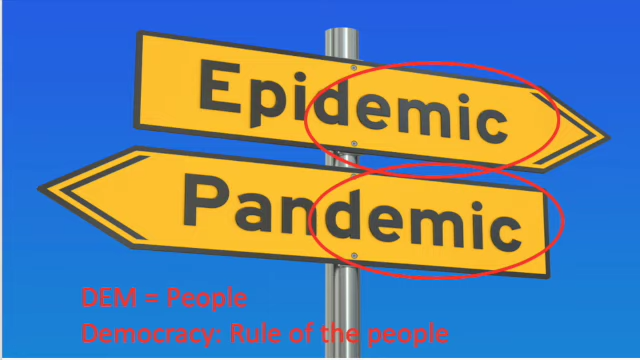 Epidemic
Pandemic
DEM = People
Democracy: Rule of the people